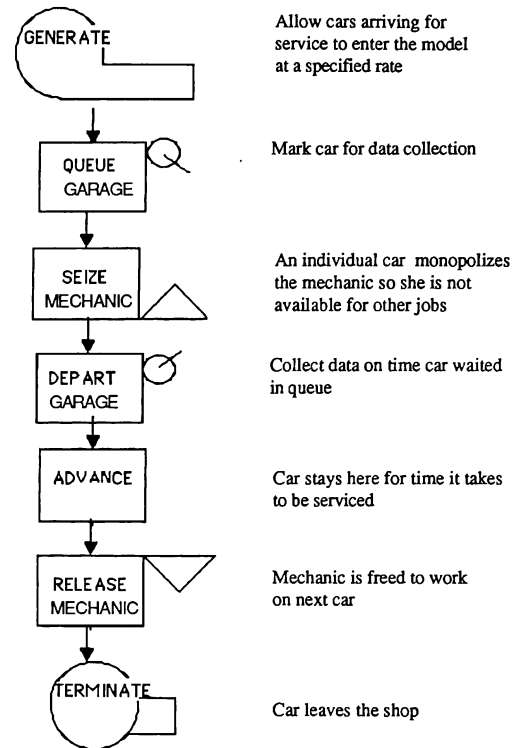 GENERATE
Allow cars arriving for
service to enter the model
at a specified rate
QUEUE
GARAGE
Mark car for data collection
SEIZE
MECHANIC
An individual car monopolizes
the mechanic so she is not
available for other jobs
DEPART
GARAGE
Collect data on time car waited
in queue
ADVANCE
Car stays here for time it takes
to be serviced
RELEASE
MECHANIC
Mechanic is freed to work
on next car
TERMINATE
Car leaves the shop